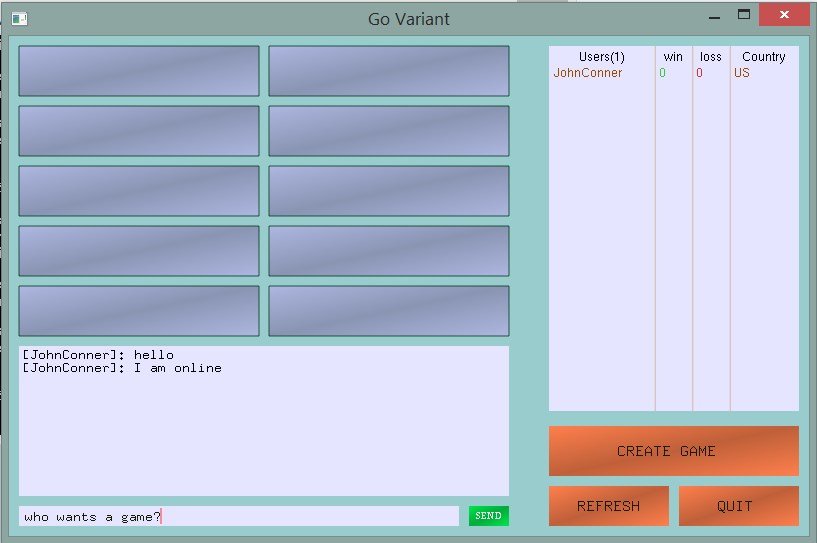 Go Variant
Users(1) win loss Country
JohnConner 0 0 US
[JohnConner]: hello
[JohnConner]: I am online
who wants a game?
SEND
CREATE GAME
REFRESH QUIT